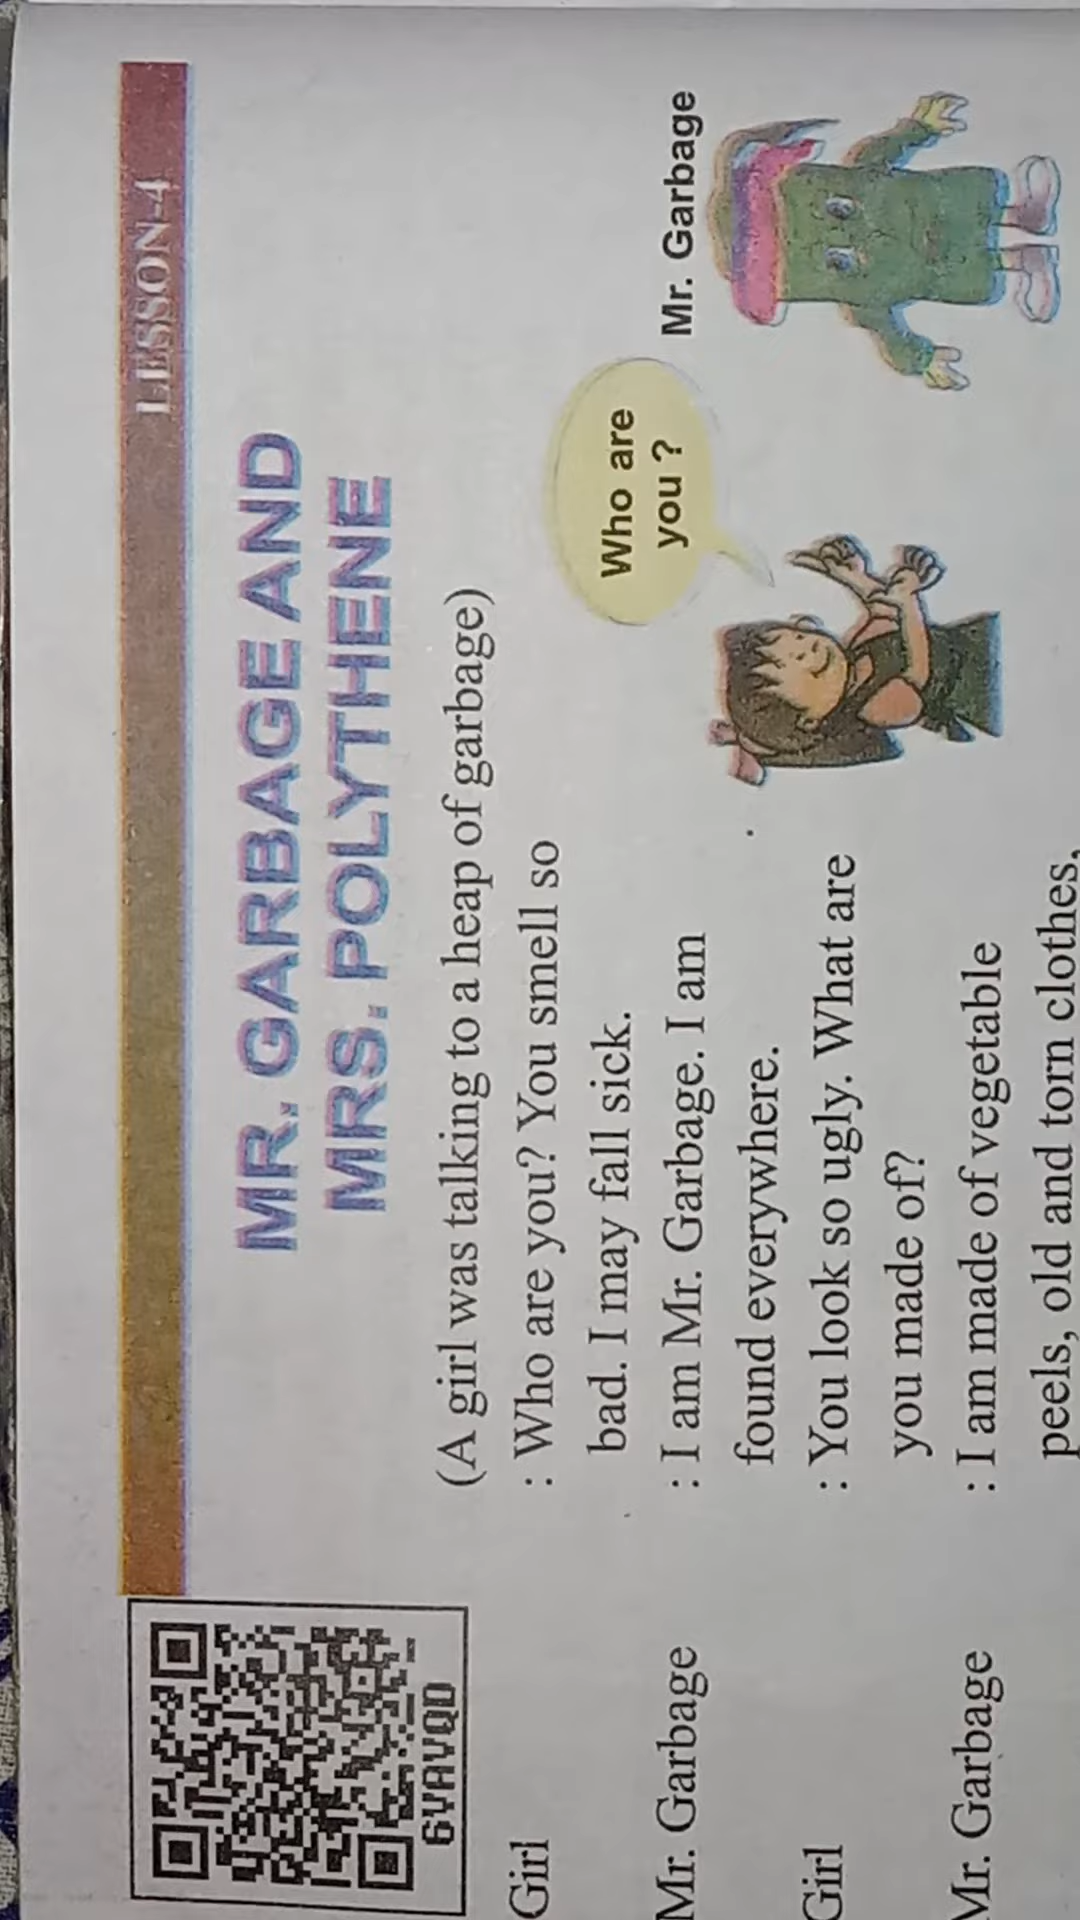 LESSON-4
6VAVQD
MR. GARBAGE AND
MRS. POLYTHENE
(A girl was talking to a heap of garbage)
Girl : Who are you? You smell so
bad. I may fall sick.
Who are
you ?
Mr. Garbage
Mr. Garbage : I am Mr. Garbage. I am
found everywhere.
Girl : You look so ugly. What are
you made of?
Mr. Garbage : I am made of vegetable
peels, old and torn clothes,